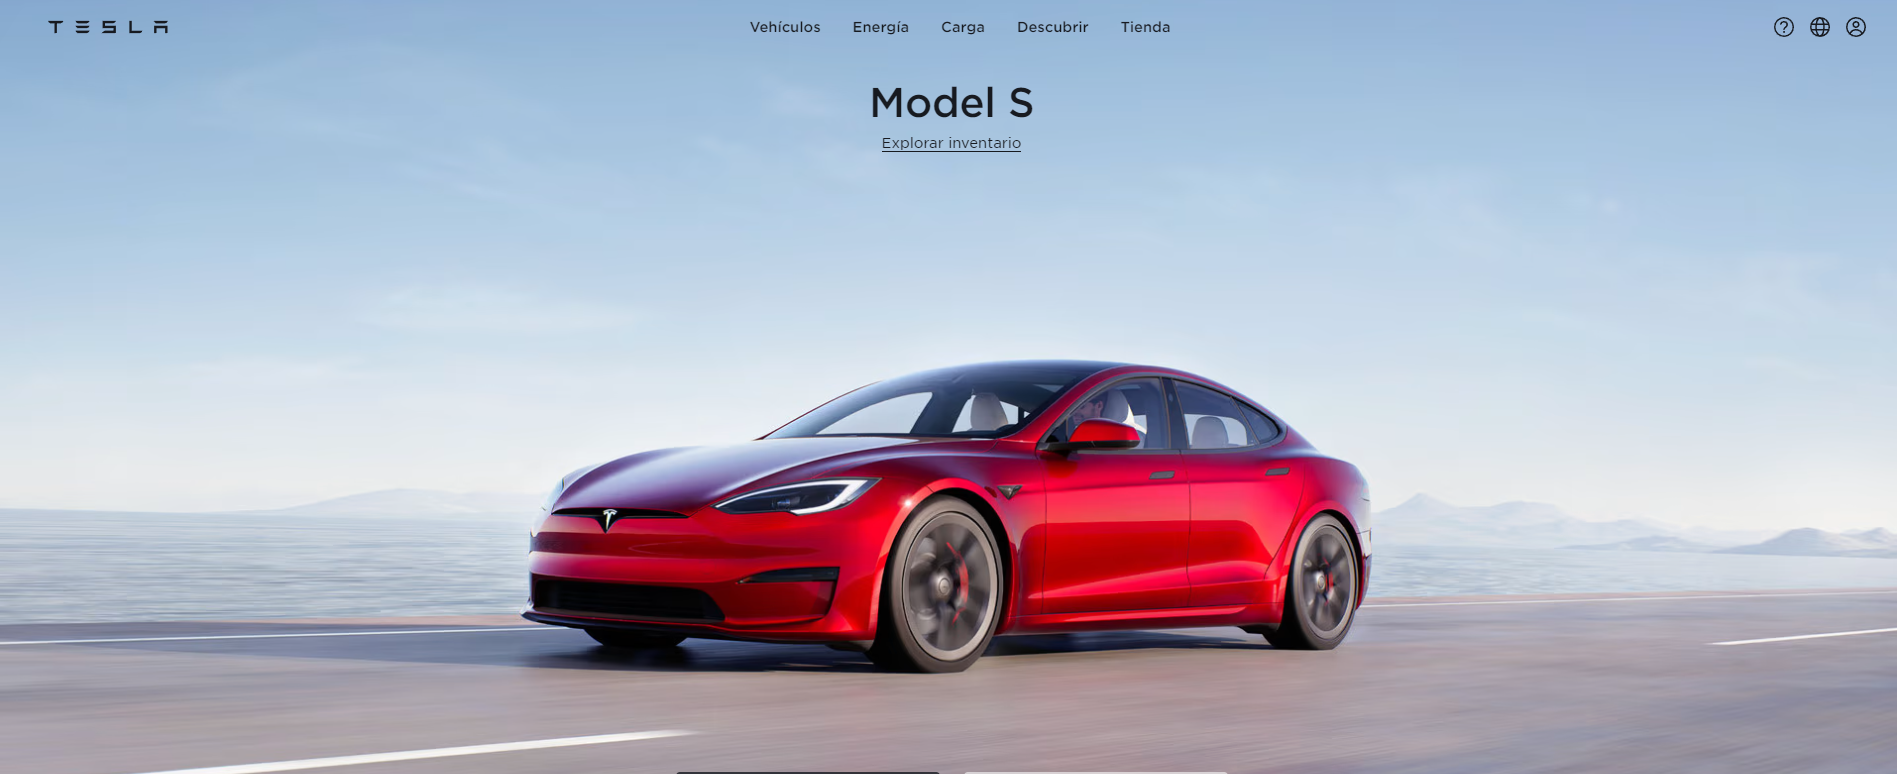 TESLA
Vehículos Energía Carga Descubrir Tienda
Model S
Explorar inventario